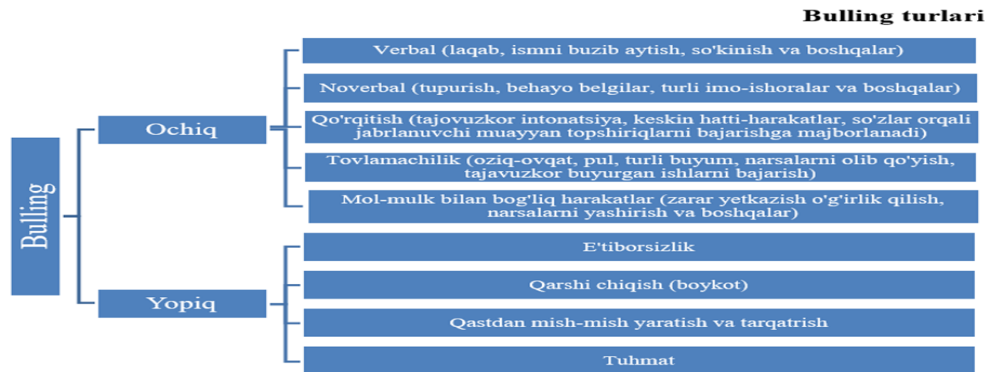 Bulling turlari
Bulling
Ochiq
Verbal (laqab, ismni buzib aytish, so'kinish va boshqalar)
Noverbal (tupurish, behayo belgilar, turli imo-ishoralar va boshqalar)
Qo'rqitish (tajovuzkor intonatsiya, keskin hatti-harakatlar, so'zlar orqali
jabrlanuvchi muayyan topshiriqlarni bajarishga majborlanadi)
Tovlamachilik (oziq-ovqat, pul, turli buyum, narsalarni olib qo'yish,
tajavuzkor buyurgan ishlarni bajarish)
Mol-mulk bilan bog'liq harakatlar (zarar yetkazish o'g'irlik qilish,
narsalarni yashirish va boshqalar)
Yopiq
E'tiborsizlik
Qarshi chiqish (boykot)
Qastdan mish-mish yaratish va tarqatrish
Tuhmat